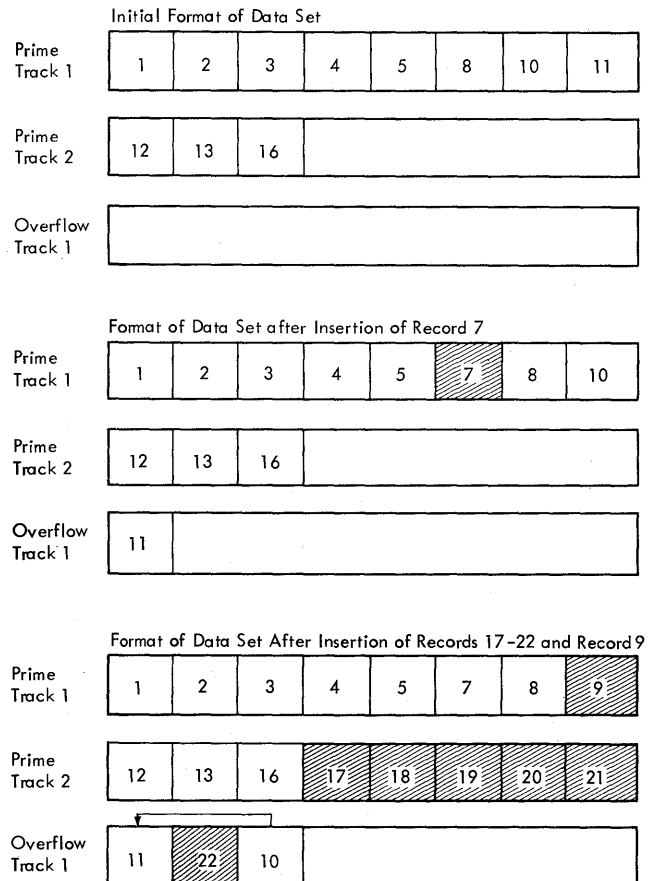 Initial Format of Data Set
Prime
Track 1
1 2 3 4 5 8 10 11
Prime
Track 2
12 13 16
Overflow
Track 1
Format of Data Set after Insertion of Record 7
Prime
Track 1
1 2 3 4 5 7 8 10
Prime
Track 2
12 13 16
Overflow
Track 1
11
Format of Data Set After Insertion of Records 17-22 and Record 9
Prime
Track 1
1 2 3 4 5 7 8 9
Prime
Track 2
12 13 16 17 18 19 20 21
Overflow
Track 1
11 22 10